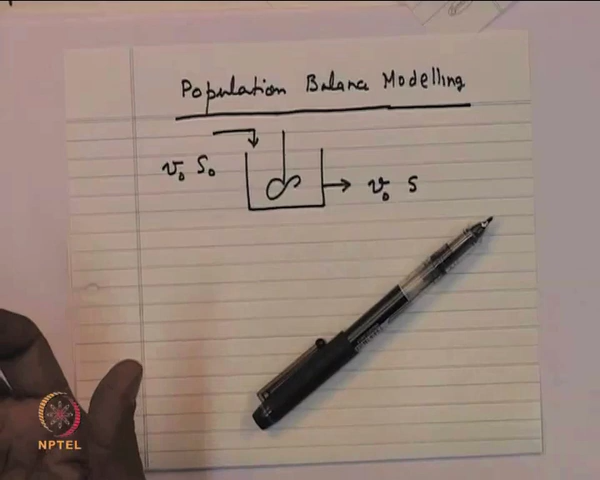 Population Balance Modelling
v₀ S₀
v₀ S
NPTEL